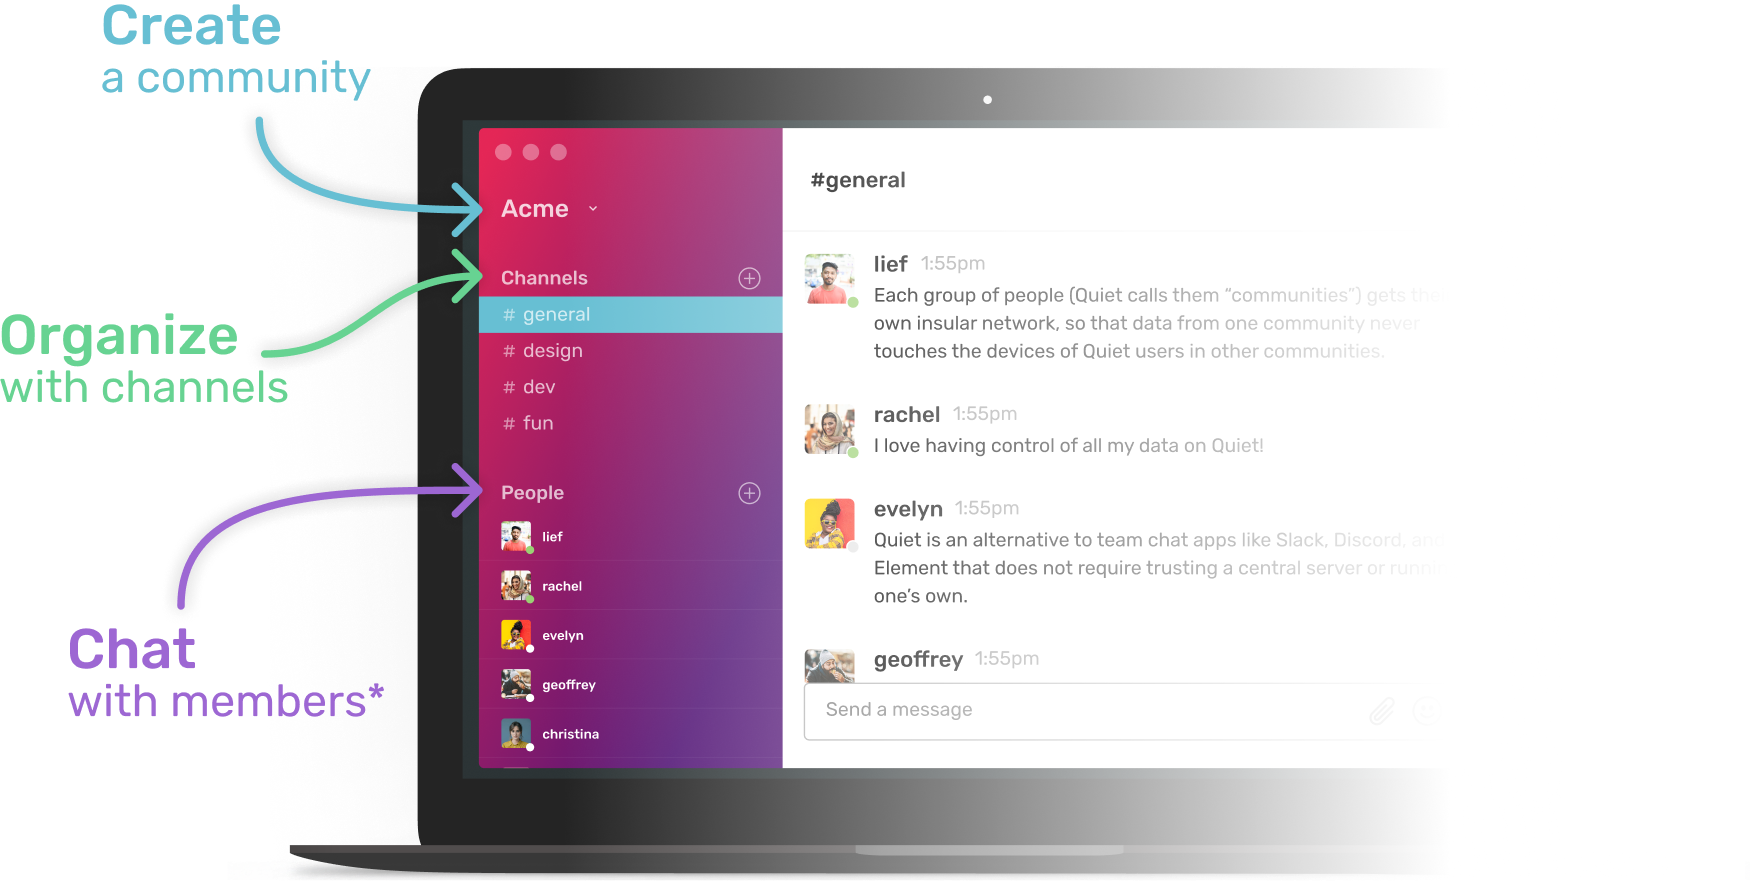 Create
a community
Organize
with channels
Chat
with members*
Acme
Channels
# general
# design
# dev
# fun
People
lief
rachel
evelyn
geoffrey
christina
#general
lief 1:55pm
Each group of people (Quiet calls them “communities”) gets the
own insular network, so that data from one community never
touches the devices of Quiet users in other communities.
rachel 1:55pm
I love having control of all my data on Quiet!
evelyn 1:55pm
Quiet is an alternative to team chat apps like Slack, Discord, and
Element that does not require trusting a central server or
one’s own.
geoffrey 1:55pm
Send a message